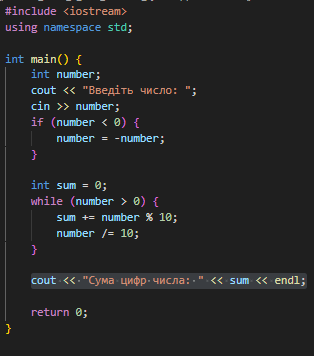 #include <iostream>
using namespace std;
int main() {
int number;
cout << "Введіть число: ";
cin >> number;
if (number < 0) {
number = -number;
}
int sum = 0;
while (number > 0) {
sum += number % 10;
number /= 10;
}
cout << "Сума цифр числа: " << sum << endl;
return 0;
}